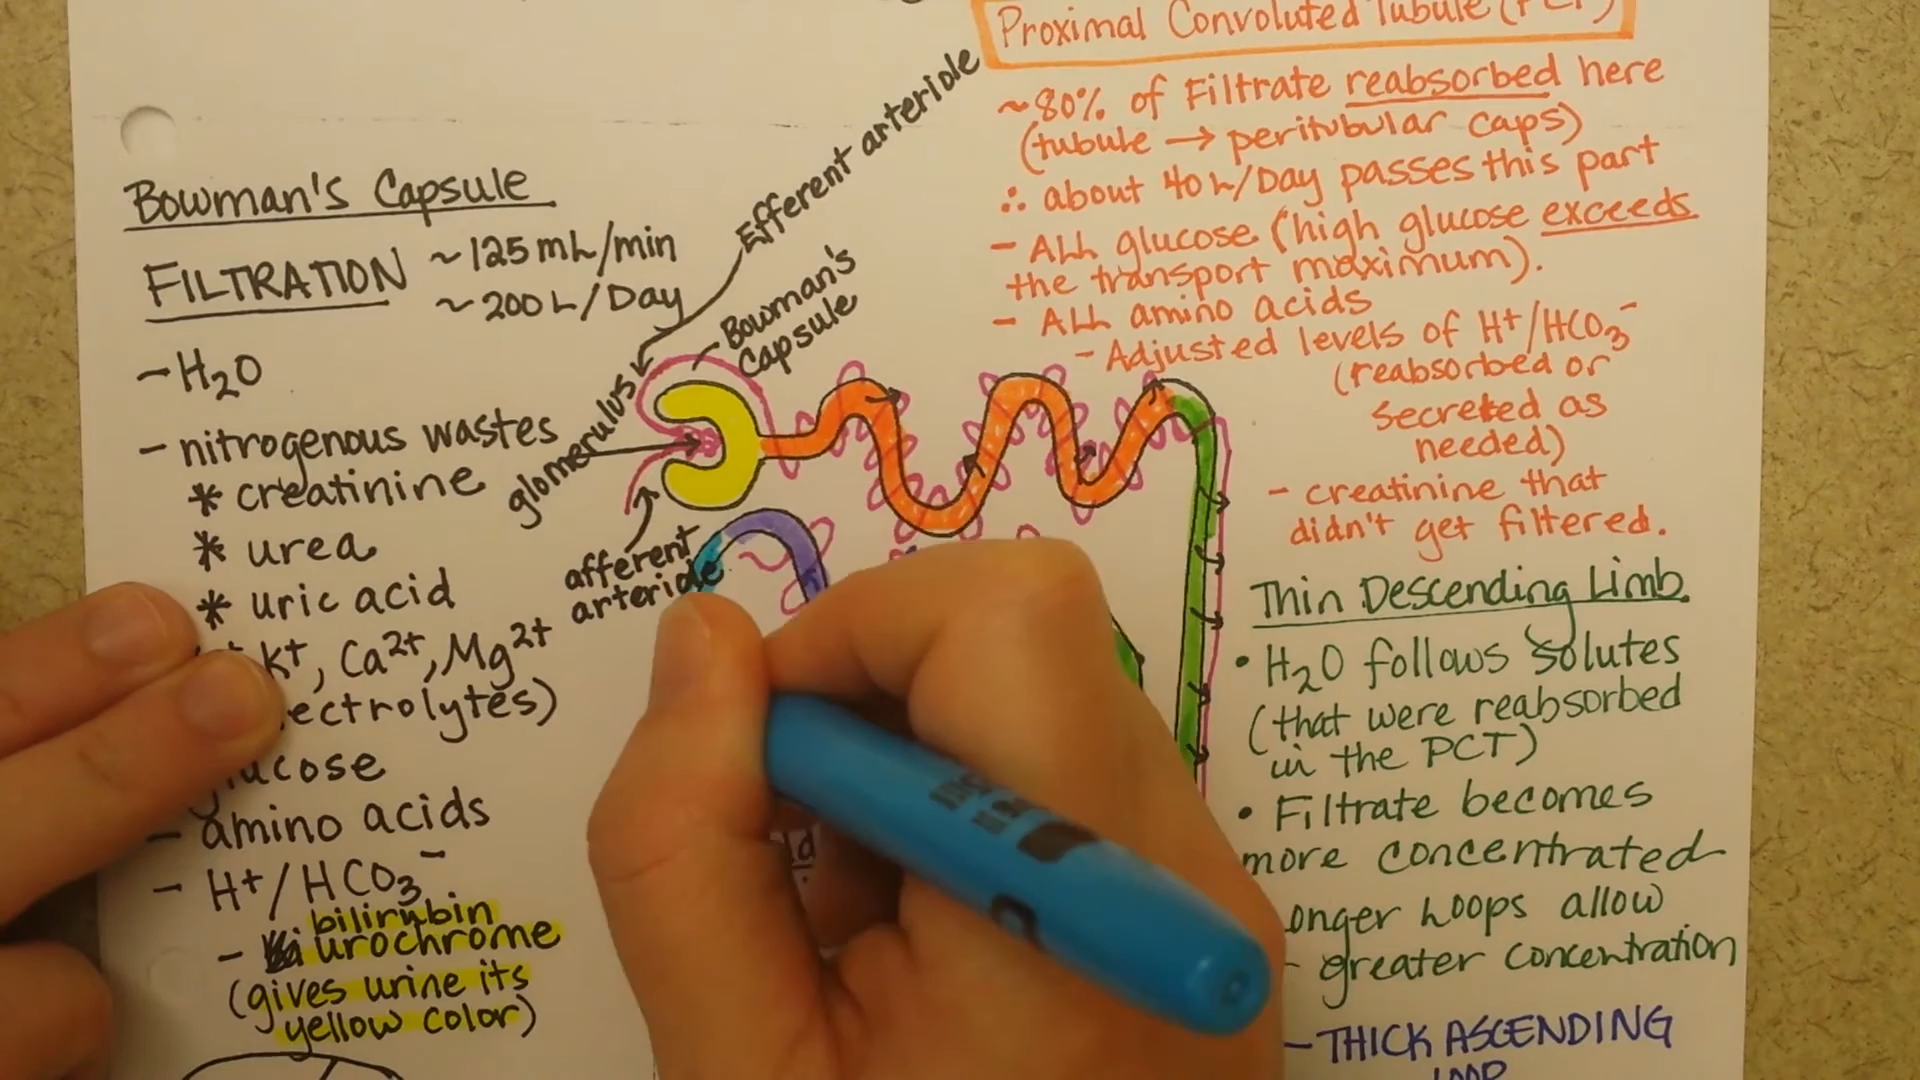 Proximal Convoluted Tubule (PCT)
~80% of Filtrate reabsorbed here
(tubule → peritubular caps)
∴ about 40 L/Day passes this part
- ALL glucose (high glucose exceeds
the transport maximum).
- ALL amino acids
- Adjusted levels of H+/HCO3-
(reabsorbed or
secreted as
needed)
- creatinine that
didn't get filtered.
Bowman's Capsule
FILTRATION ~125 mL/min
~200 L/Day
- H2O
- nitrogenous wastes
* creatinine
* urea
* uric acid
K+, Ca2+, Mg2+
ectrolytes)
glucose
- amino acids
- H+/HCO3-
bilirubin
- urochrome
(gives urine its
yellow color)
Efferent arteriole
Bowman's
Capsule
glomerulus
afferent
arteriole
Thin Descending Limb
• H2O follows solutes
(that were reabsorbed
in the PCT)
• Filtrate becomes
more concentrated
onger Loops allow
- greater concentration
- THICK ASCENDING
LOOP